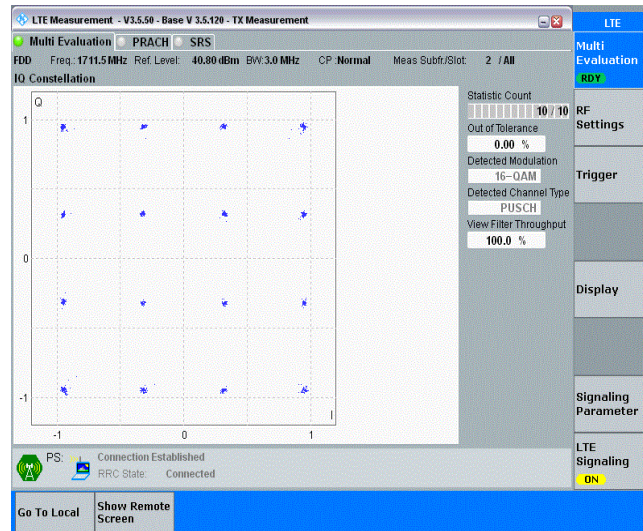 LTE Measurement - V3.5.50 - Base V 3.5.120 - TX Measurement
LTE
Multi Evaluation PRACH SRS
Multi
Evaluation
RDY
FDD Freq.: 1711.5 MHz Ref. Level: 40.80 dBm BW: 3.0 MHz CP : Normal Meas Subfr./Slot: 2 / All
IQ Constellation
Q
1
0
-1
-1 0 1
I
Statistic Count
10 / 10
Out of Tolerance
0.00 %
Detected Modulation
16-QAM
Detected Channel Type
PUSCH
View Filter Throughput
100.0 %
RF
Settings
Trigger
Display
Signaling
Parameter
LTE
Signaling
ON
PS: Connection Established
RRC State: Connected
Go To Local
Show Remote
Screen